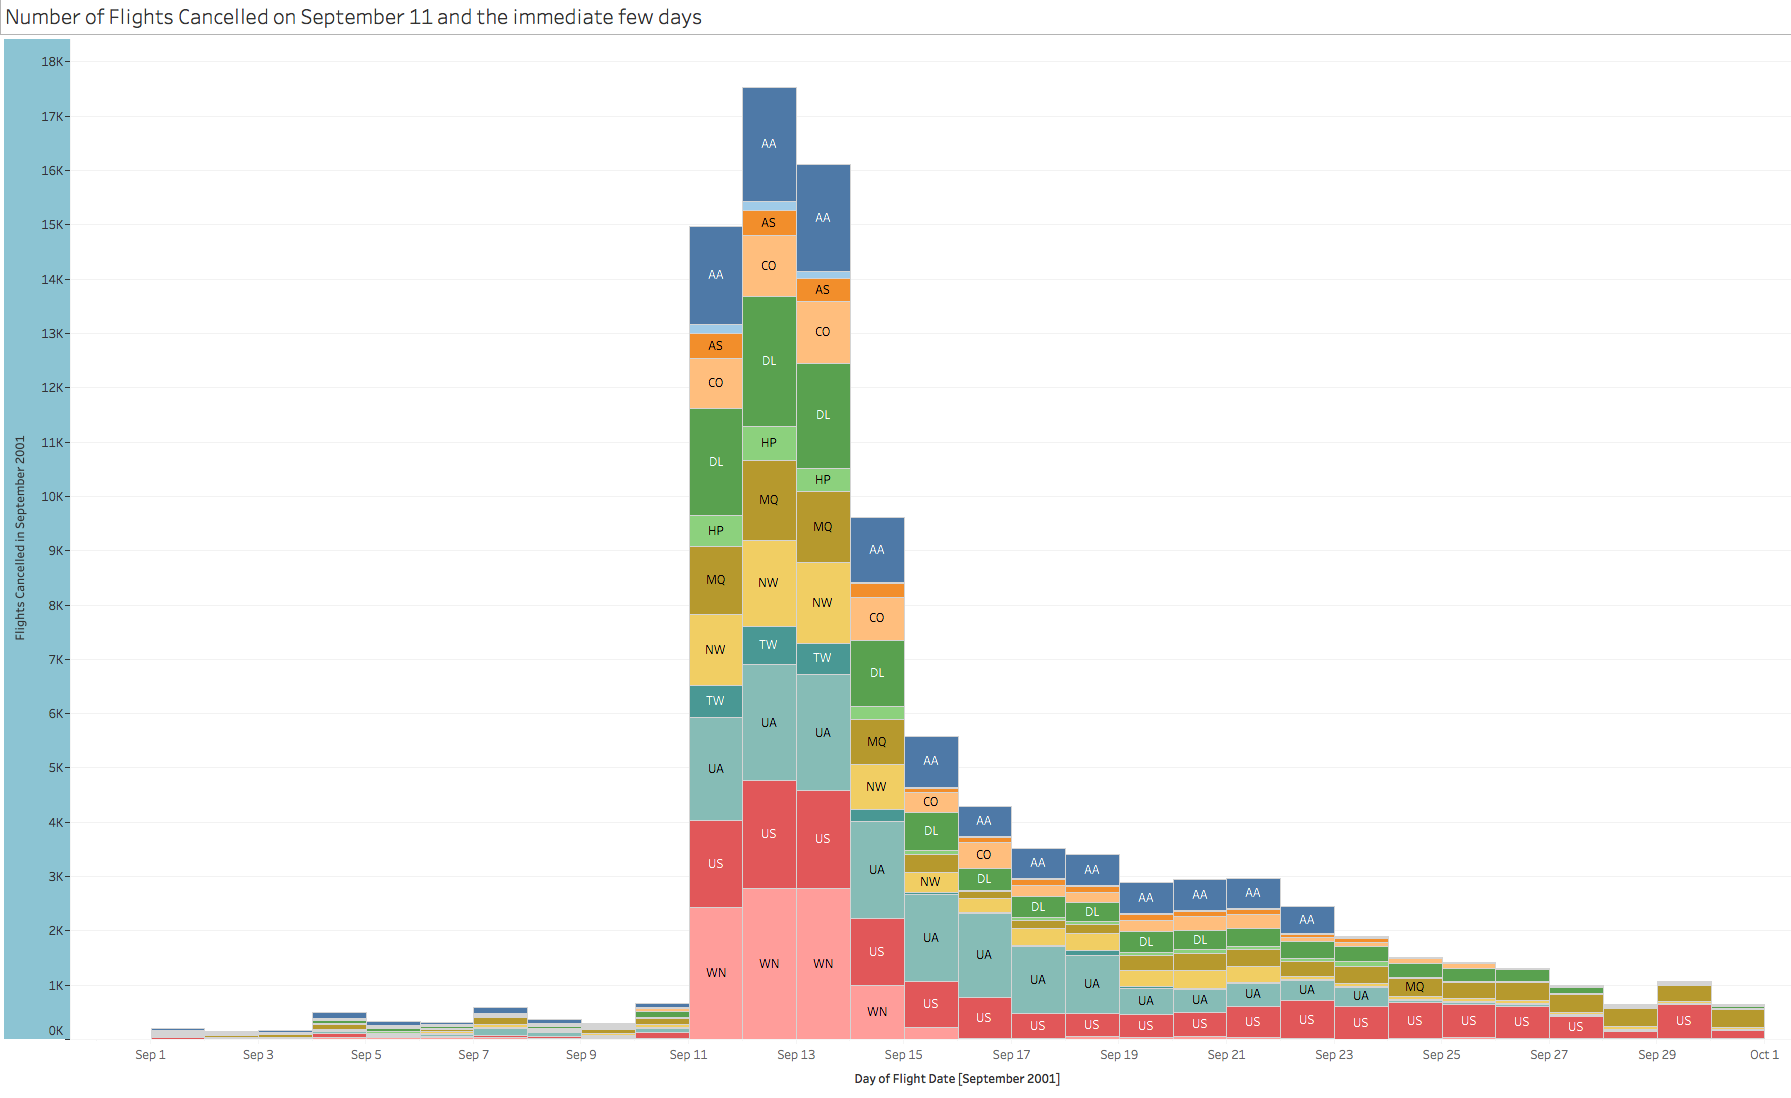 Number of Flights Cancelled on September 11 and the immediate few days
Flights Cancelled in September 2001
18K
17K
16K
15K
14K
13K
12K
11K
10K
9K
8K
7K
6K
5K
4K
3K
2K
1K
0K
AA
AS
CO
DL
HP
MQ
NW
TW
UA
US
WN
AA
AS
CO
DL
HP
MQ
NW
TW
UA
US
WN
AA
AS
CO
DL
HP
MQ
NW
TW
UA
US
WN
AA
CO
DL
MQ
NW
UA
US
WN
AA
CO
DL
NW
UA
US
AA
CO
DL
UA
US
AA
DL
UA
US
AA
DL
UA
US
AA
DL
UA
US
AA
DL
UA
US
AA
UA
US
AA
UA
US
UA
US
MQ
US
US
US
US
US
Sep 1 Sep 3 Sep 5 Sep 7 Sep 9 Sep 11 Sep 13 Sep 15 Sep 17 Sep 19 Sep 21 Sep 23 Sep 25 Sep 27 Sep 29 Oct 1
Day of Flight Date [September 2001]